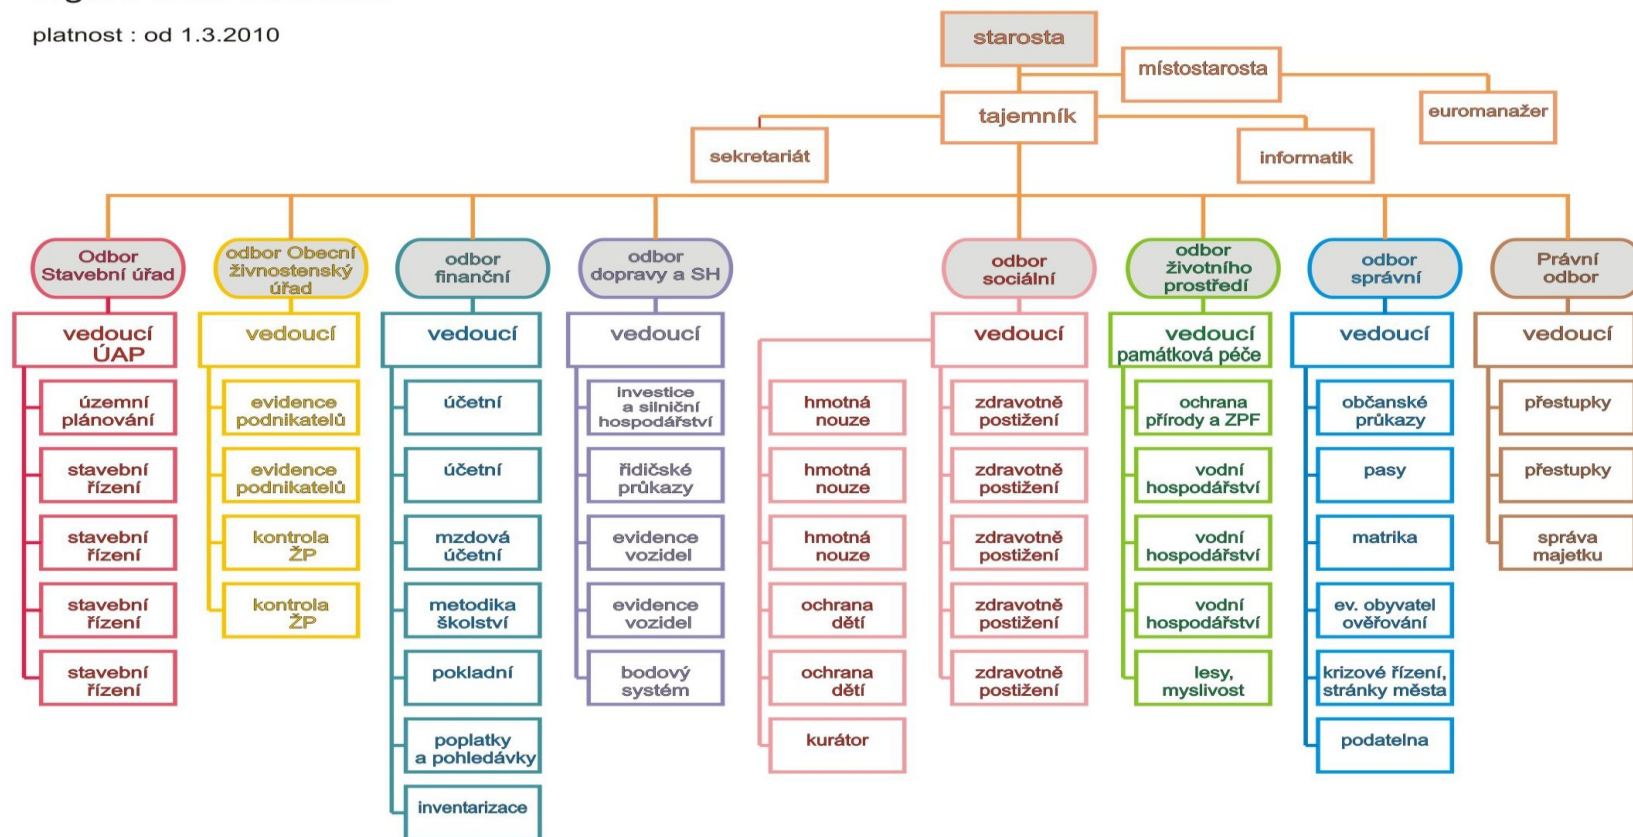 platnost : od 1.3.2010
starosta
místostarosta
euromanažer
tajemník
sekretariát
informatik
Odbor
Stavební úřad
vedoucí
ÚAP
územní
plánování
stavební
řízení
stavební
řízení
stavební
řízení
stavební
řízení
odbor Obecní
živnostenský
úřad
vedoucí
evidence
podnikatelů
evidence
podnikatelů
kontrola
ŽP
kontrola
ŽP
odbor
finanční
vedoucí
účetní
účetní
mzdová
účetní
metodika
školství
pokladní
poplatky
a pohledávky
inventarizace
odbor
dopravy a SH
vedoucí
investice
a silniční
hospodářství
řidičské
průkazy
evidence
vozidel
evidence
vozidel
bodový
systém
odbor
sociální
vedoucí
hmotná
nouze
hmotná
nouze
hmotná
nouze
ochrana
dětí
ochrana
dětí
kurátor
zdravotně
postižení
zdravotně
postižení
zdravotně
postižení
zdravotně
postižení
zdravotně
postižení
odbor
životního
prostředí
vedoucí
památková péče
ochrana
přírody a ZPF
vodní
hospodářství
vodní
hospodářství
vodní
hospodářství
lesy,
myslivost
odbor
správní
vedoucí
občanské
průkazy
pasy
matrika
ev. obyvatel
ověřování
krizové řízení,
stránky města
podatelna
Právní
odbor
vedoucí
přestupky
přestupky
správa
majetku